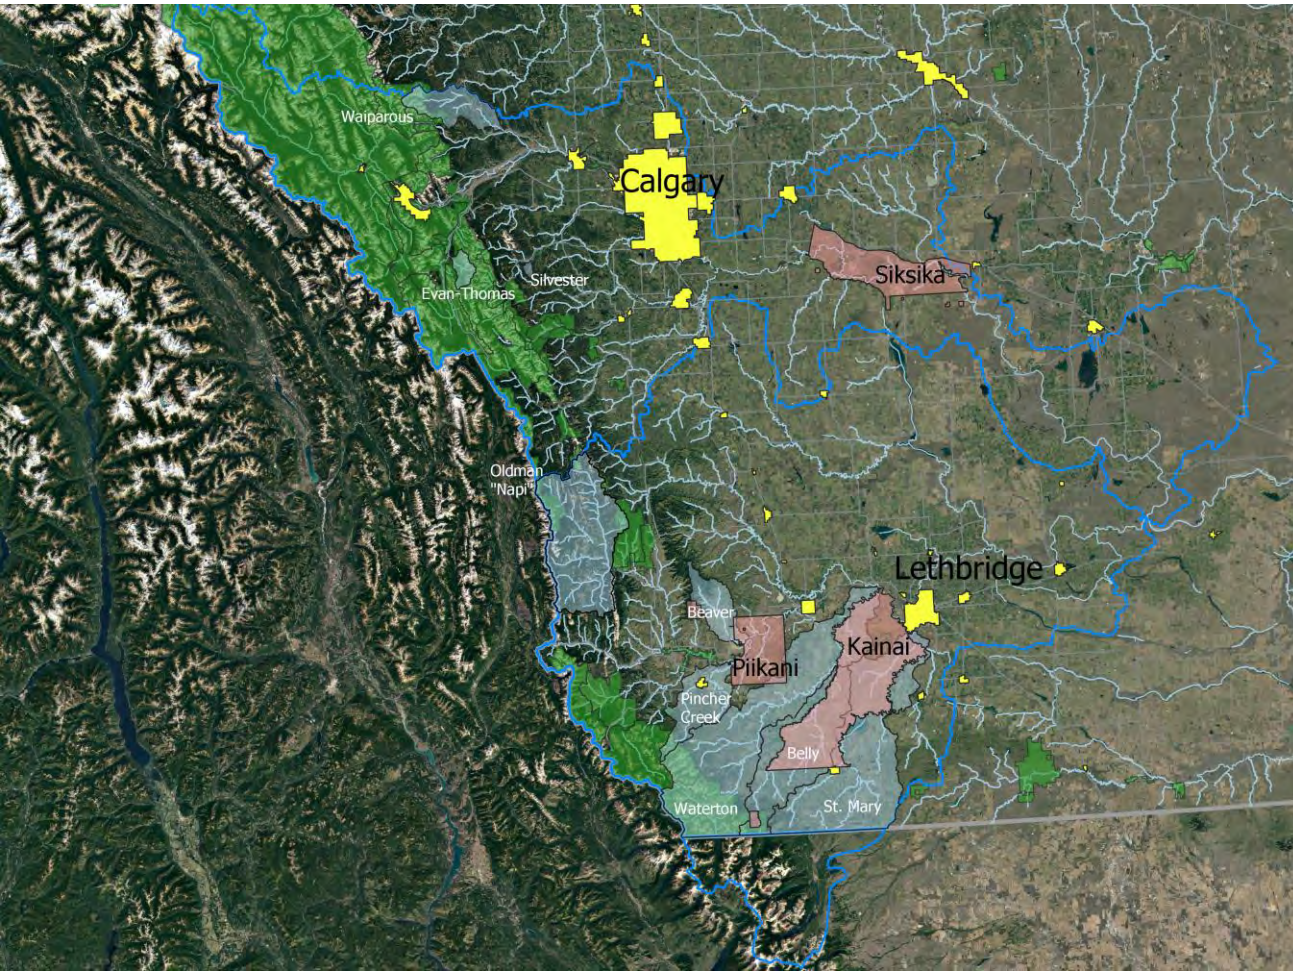 Waiparous
Calgary
Siksika
Silvester
Evan-Thomas
Oldman
"Napi"
Lethbridge
Beaver
Kainai
Piikani
Pincher
Creek
Belly
Waterton
St. Mary